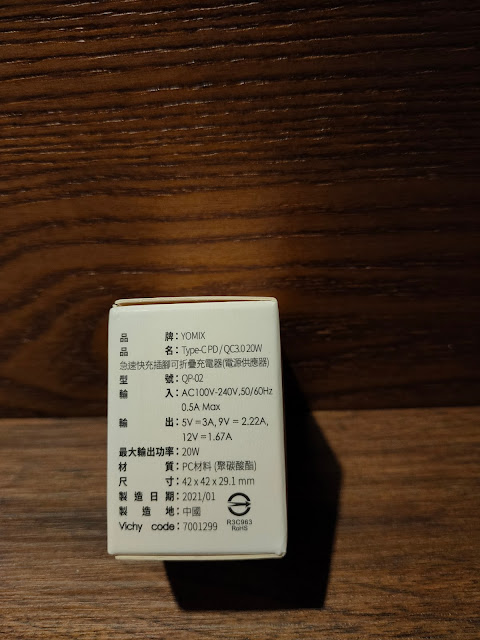 品牌：YOMIX
品名：Type-C PD / QC3.0 20W
急速快充插腳可折疊充電器(電源供應器)
型號：QP-02
輸入：AC100V-240V,50/60Hz
0.5A Max
輸出：5V⎓3A, 9V⎓2.22A,
12V⎓1.67A
最大輸出功率：20W
材質：PC材料 (聚碳酸酯)
尺寸：42 x 42 x 29.1 mm
製造日期：2021/01
製造地：中國
Vichy code：7001299
R3C963
RoHS